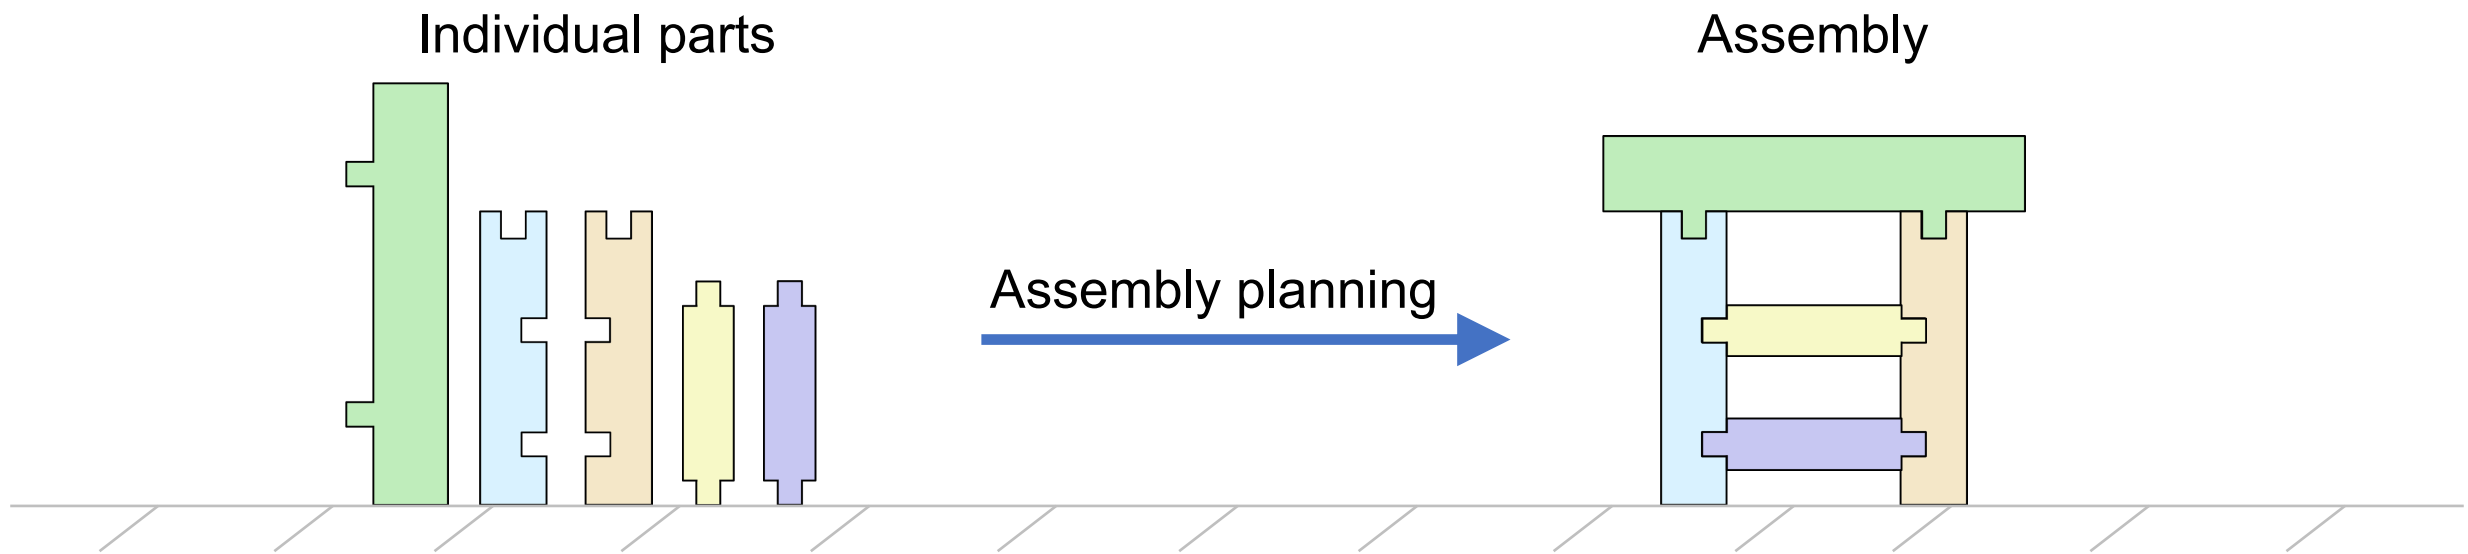 Individual parts
Assembly
Assembly planning